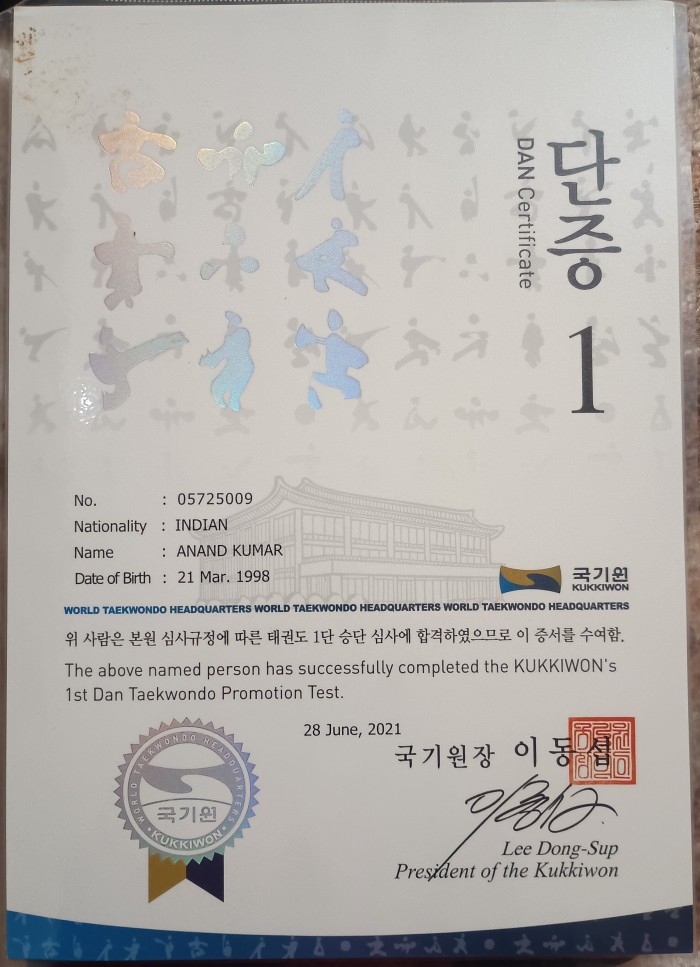 단증
DAN Certificate
1
No. : 05725009
Nationality : INDIAN
Name : ANAND KUMAR
Date of Birth : 21 Mar. 1998
국기원
KUKKIWON
WORLD TAEKWONDO HEADQUARTERS WORLD TAEKWONDO HEADQUARTERS WORLD TAEKWONDO HEADQUARTERS
위 사람은 본원 심사규정에 따른 태권도 1단 승단 심사에 합격하였으므로 이 증서를 수여함.
The above named person has successfully completed the KUKKIWON's
1st Dan Taekwondo Promotion Test.
28 June, 2021
국기원장 이동섭
Lee Dong-Sup
President of the Kukkiwon
WORLD TAEKWONDO HEADQUARTERS
국기원
KUKKIWON